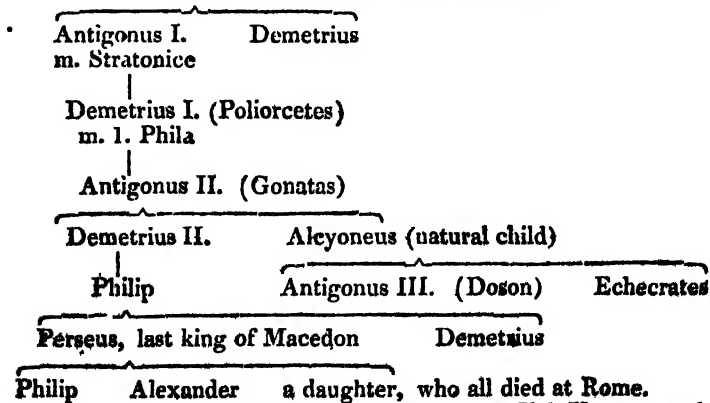 Antigonus I. Demetrius
m. Stratonice
Demetrius I. (Poliorcetes)
m. 1. Phila
Antigonus II. (Gonatas)
Demetrius II. Alcyoneus (natural child)
Philip Antigonus III. (Doson) Echecrates
Perseus, last king of Macedon Demetrius
Philip Alexander a daughter, who all died at Rome.